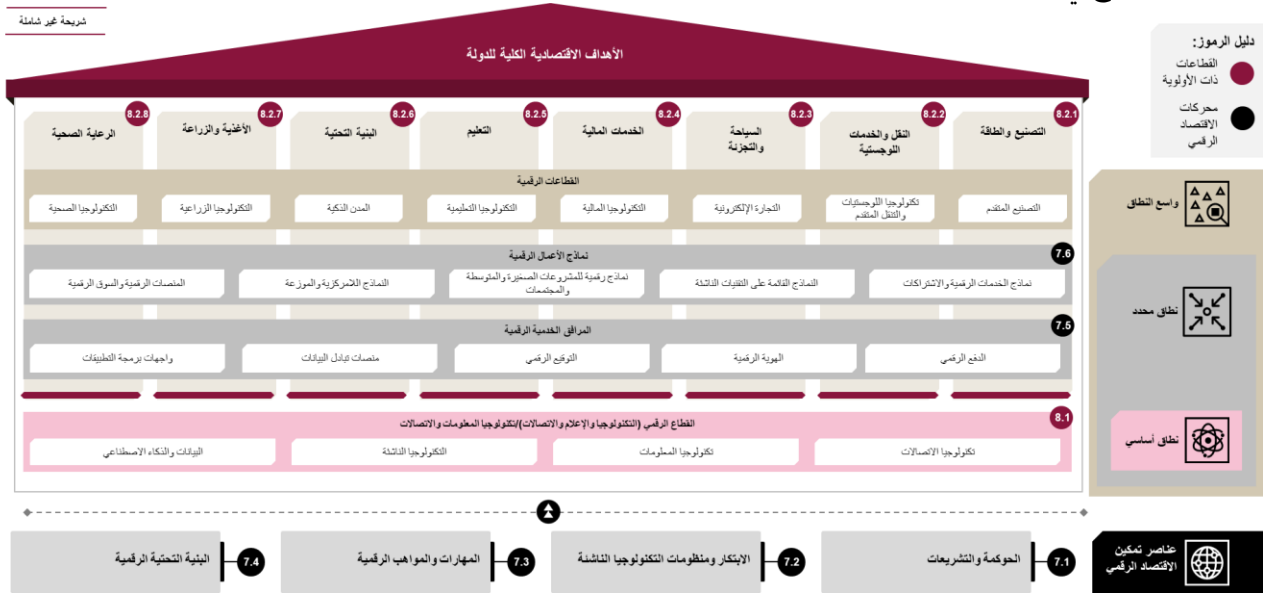 شريحة غير شاملة
دليل الرموز:
القطاعات
ذات الأولوية
محركات
الاقتصاد
الرقمي
الأهداف الاقتصادية الكلية للدولة
8.2.1
التصنيع والطاقة
8.2.2
النقل والخدمات
اللوجستية
8.2.3
السياحة
والتجزئة
8.2.4
الخدمات المالية
8.2.5
التعليم
8.2.6
البنية التحتية
8.2.7
الأغذية والزراعة
8.2.8
الرعاية الصحية
واسع النطاق
القطاعات الرقمية
التصنيع المتقدم
تكنولوجيا اللوجستيات
والتنقل المتقدم
التجارة الإلكترونية
التكنولوجيا المالية
التكنولوجيا التعليمية
المدن الذكية
التكنولوجيا الزراعية
التكنولوجيا الصحية
نطاق محدد
7.6
نماذج الأعمال الرقمية
نماذج الخدمات الرقمية والاشتراكات
النماذج القائمة على التقنيات الناشئة
نماذج رقمية للمشروعات الصغيرة والمتوسطة
والمجتمعات
النماذج اللامركزية والموزعة
المنصات الرقمية والسوق الرقمية
7.5
المرافق الخدمية الرقمية
الدفع الرقمي
الهوية الرقمية
التوقيع الرقمي
منصات تبادل البيانات
واجهات برمجة التطبيقات
نطاق أساسي
8.1
القطاع الرقمي (التكنولوجيا والإعلام والاتصالات)/تكنولوجيا المعلومات والاتصالات
تكنولوجيا الاتصالات
تكنولوجيا المعلومات
التكنولوجيا الناشئة
البيانات والذكاء الاصطناعي
عناصر تمكين
الاقتصاد الرقمي
7.1
الحوكمة والتشريعات
7.2
الابتكار ومنظومات التكنولوجيا الناشئة
7.3
المهارات والمواهب الرقمية
7.4
البنية التحتية الرقمية